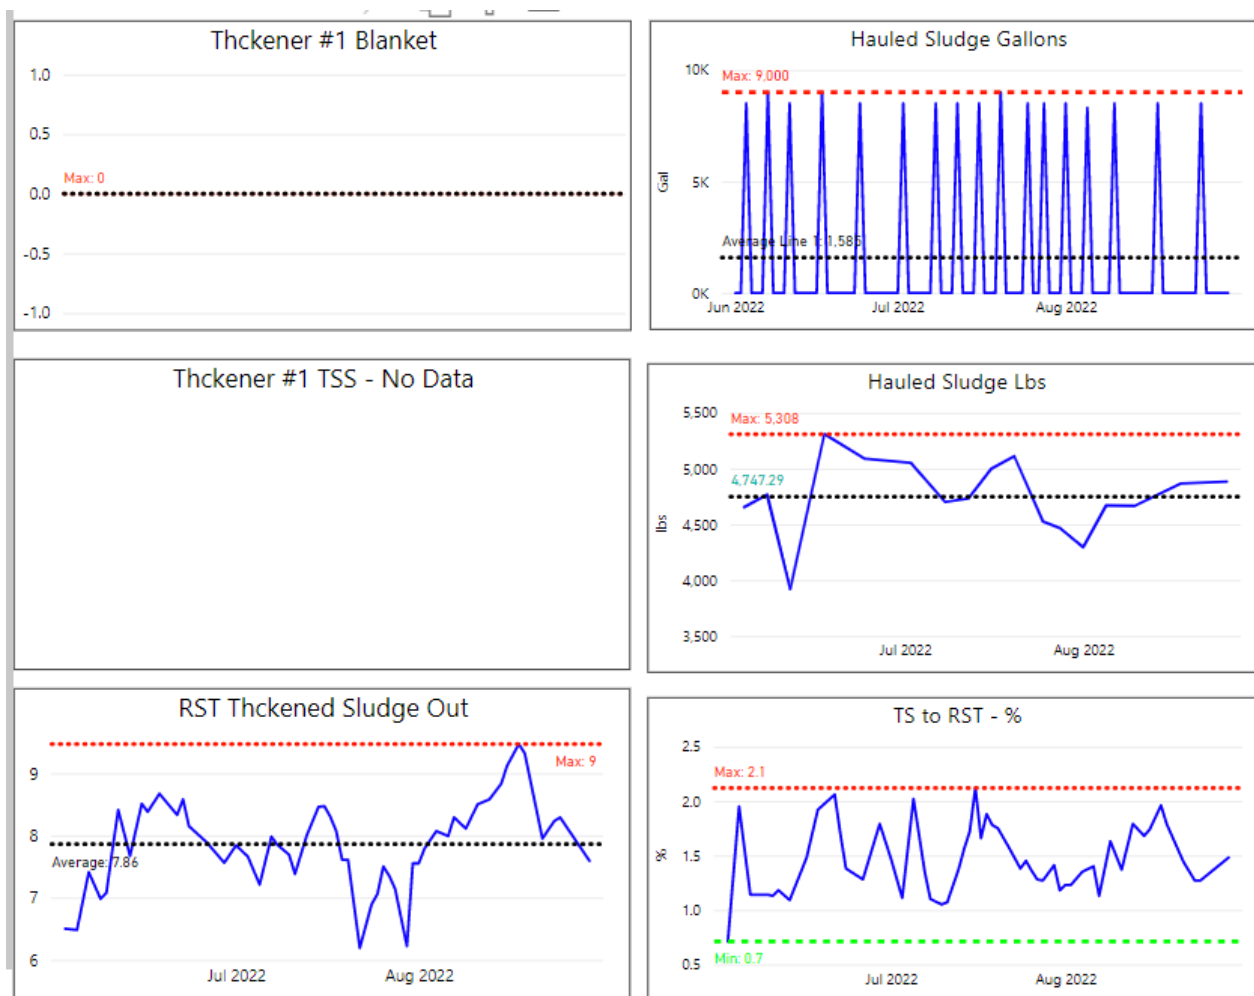 Thckener #1 Blanket
1.0
0.5
Max: 0
0.0
-0.5
-1.0
Hauled Sludge Gallons
10K
Max: 9,000
Gal
5K
Average Line 1: 1,585
0K
Jun 2022 Jul 2022 Aug 2022
Thckener #1 TSS - No Data
Hauled Sludge Lbs
5,500
Max: 5,308
5,000
4,747.29
lbs
4,500
4,000
3,500
Jul 2022 Aug 2022
RST Thckened Sludge Out
Max: 9
9
8
Average: 7.86
7
6
Jul 2022 Aug 2022
TS to RST - %
2.5
Max: 2.1
2.0
%
1.5
1.0
Min: 0.7
0.5
Jul 2022 Aug 2022